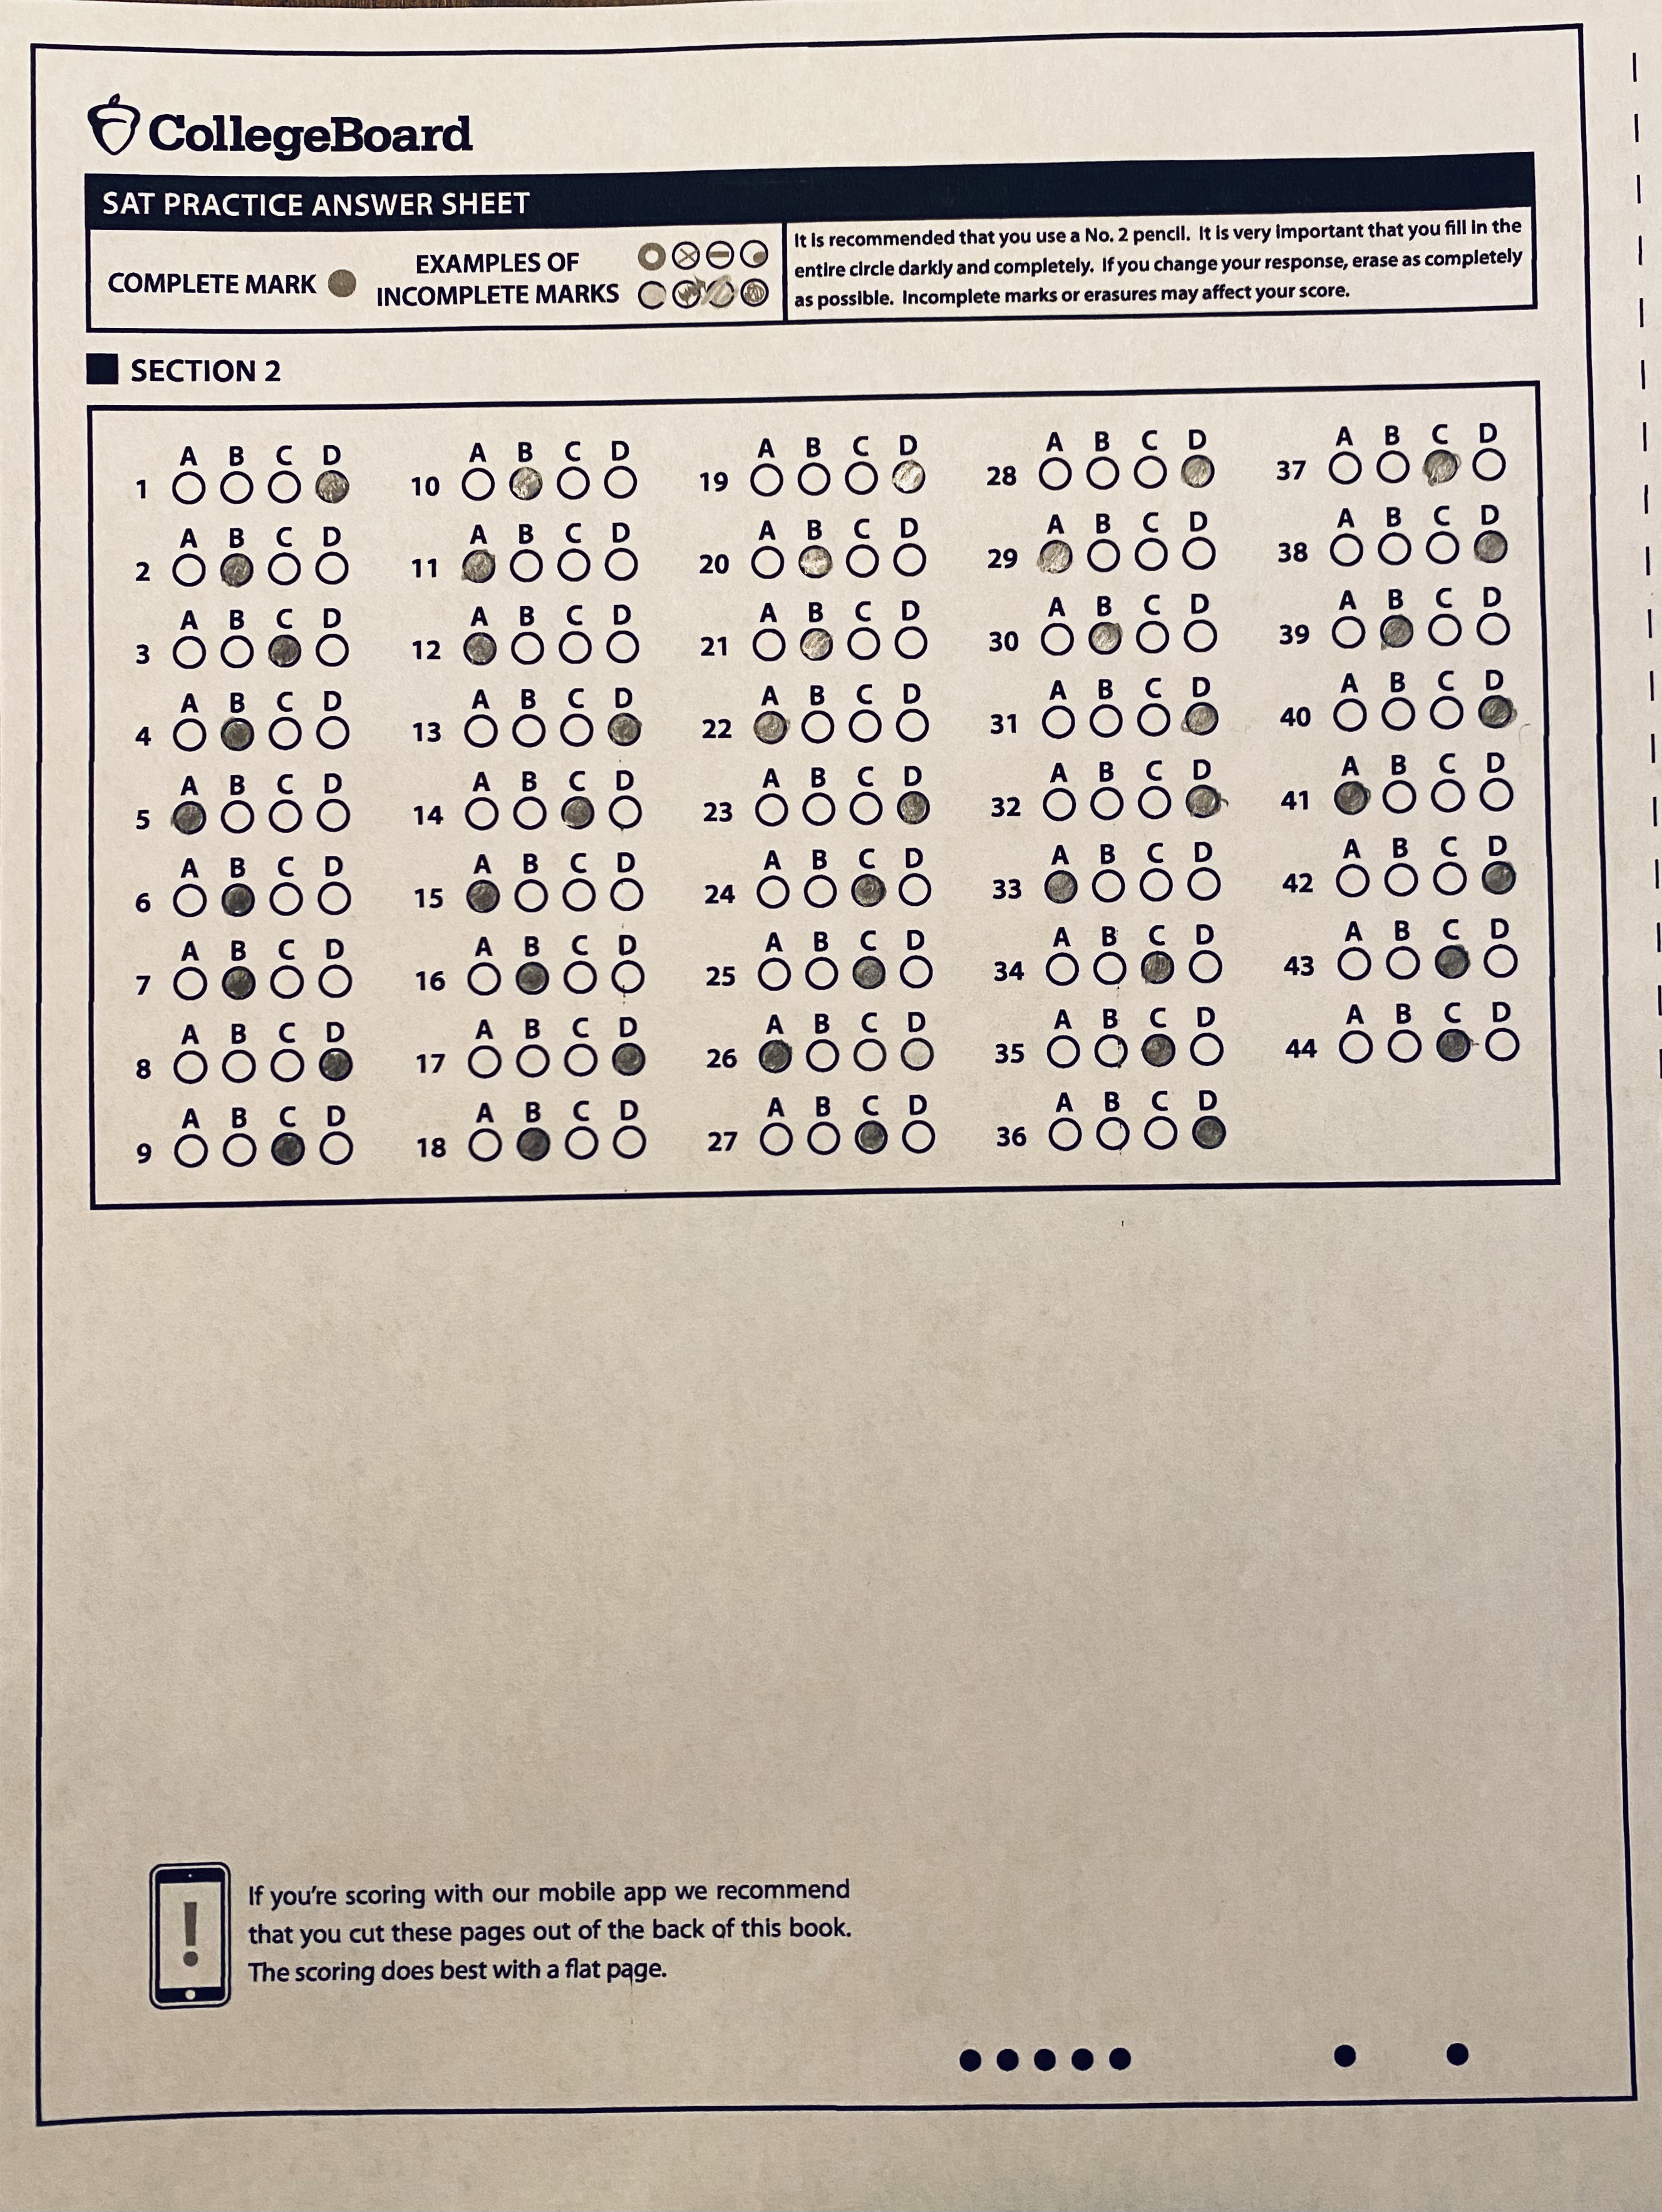 CollegeBoard
SAT PRACTICE ANSWER SHEET
COMPLETE MARK
EXAMPLES OF
INCOMPLETE MARKS
It is recommended that you use a No. 2 pencil. It is very important that you fill in the
entire circle darkly and completely. If you change your response, erase as completely
as possible. Incomplete marks or erasures may affect your score.
SECTION 2
A B C D
1
A B C D
2
A B C D
3
A B C D
4
A B C D
5
A B C D
6
A B C D
7
A B C D
8
A B C D
9
A B C D
10
A B C D
11
A B C D
12
A B C D
13
A B C D
14
A B C D
15
A B C D
16
A B C D
17
A B C D
18
A B C D
19
A B C D
20
A B C D
21
A B C D
22
A B C D
23
A B C D
24
A B C D
25
A B C D
26
A B C D
27
A B C D
28
A B C D
29
A B C D
30
A B C D
31
A B C D
32
A B C D
33
A B C D
34
A B C D
35
A B C D
36
A B C D
37
A B C D
38
A B C D
39
A B C D
40
A B C D
41
A B C D
42
A B C D
43
A B C D
44
If you're scoring with our mobile app we recommend
that you cut these pages out of the back of this book.
The scoring does best with a flat page.